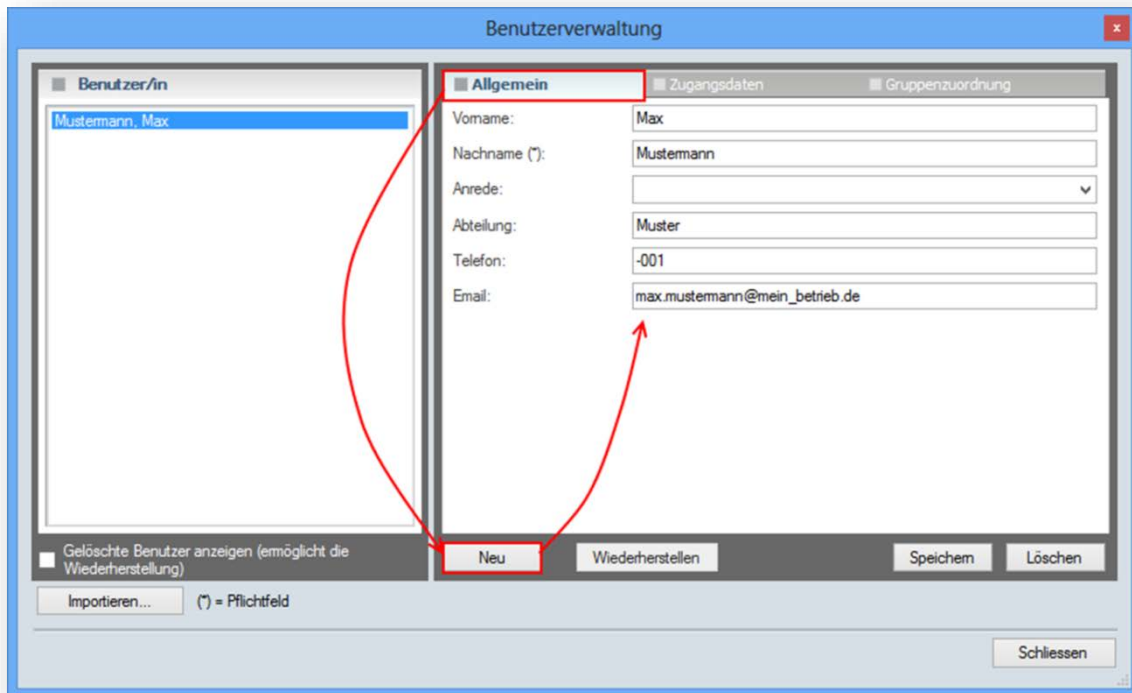 Benutzerverwaltung
x
Benutzer/in
Mustermann, Max
Gelöschte Benutzer anzeigen (ermöglicht die
Wiederherstellung)
Allgemein
Zugangsdaten
Gruppenzuordnung
Vorname:
Max
Nachname (*):
Mustermann
Anrede:
Abteilung:
Muster
Telefon:
-001
Email:
max.mustermann@mein_betrieb.de
Neu
Wiederherstellen
Speichern
Löschen
Importieren...
(*) = Pflichtfeld
Schliessen